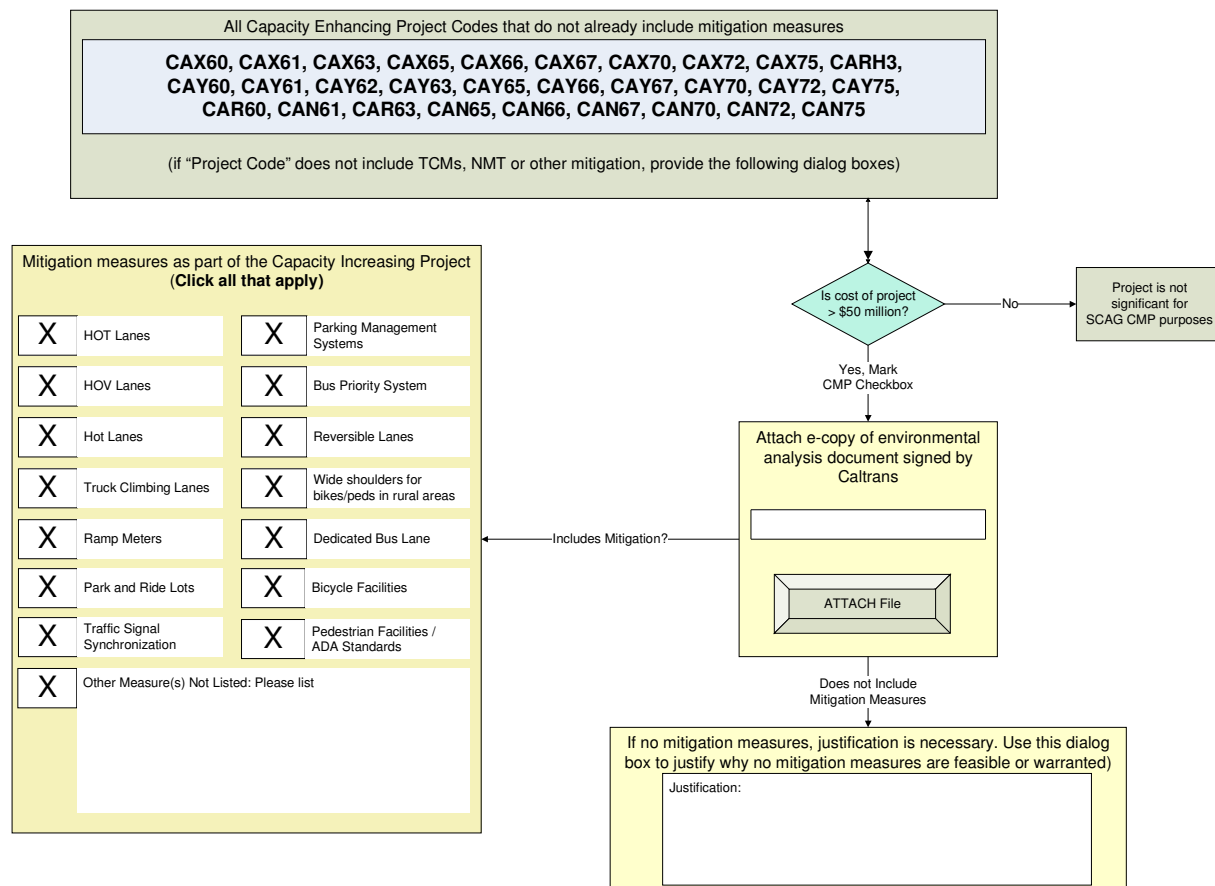 All Capacity Enhancing Project Codes that do not already include mitigation measures
CAX60, CAX61, CAX63, CAX65, CAX66, CAX67, CAX70, CAX72, CAX75, CARH3,
CAY60, CAY61, CAY62, CAY63, CAY65, CAY66, CAY67, CAY70, CAY72, CAY75,
CAR60, CAN61, CAR63, CAN65, CAN66, CAN67, CAN70, CAN72, CAN75
(if “Project Code” does not include TCMs, NMT or other mitigation, provide the following dialog boxes)
Is cost of project
> $50 million?
No
Project is not
significant for
SCAG CMP purposes
Yes, Mark
CMP Checkbox
Attach e-copy of environmental
analysis document signed by
Caltrans
ATTACH File
Includes Mitigation?
Mitigation measures as part of the Capacity Increasing Project
(Click all that apply)
X HOT Lanes
X Parking Management
Systems
X HOV Lanes
X Bus Priority System
X Hot Lanes
X Reversible Lanes
X Truck Climbing Lanes
X Wide shoulders for
bikes/peds in rural areas
X Ramp Meters
X Dedicated Bus Lane
X Park and Ride Lots
X Bicycle Facilities
X Traffic Signal
Synchronization
X Pedestrian Facilities /
ADA Standards
X Other Measure(s) Not Listed: Please list
Does not Include
Mitigation Measures
If no mitigation measures, justification is necessary. Use this dialog
box to justify why no mitigation measures are feasible or warranted)
Justification: